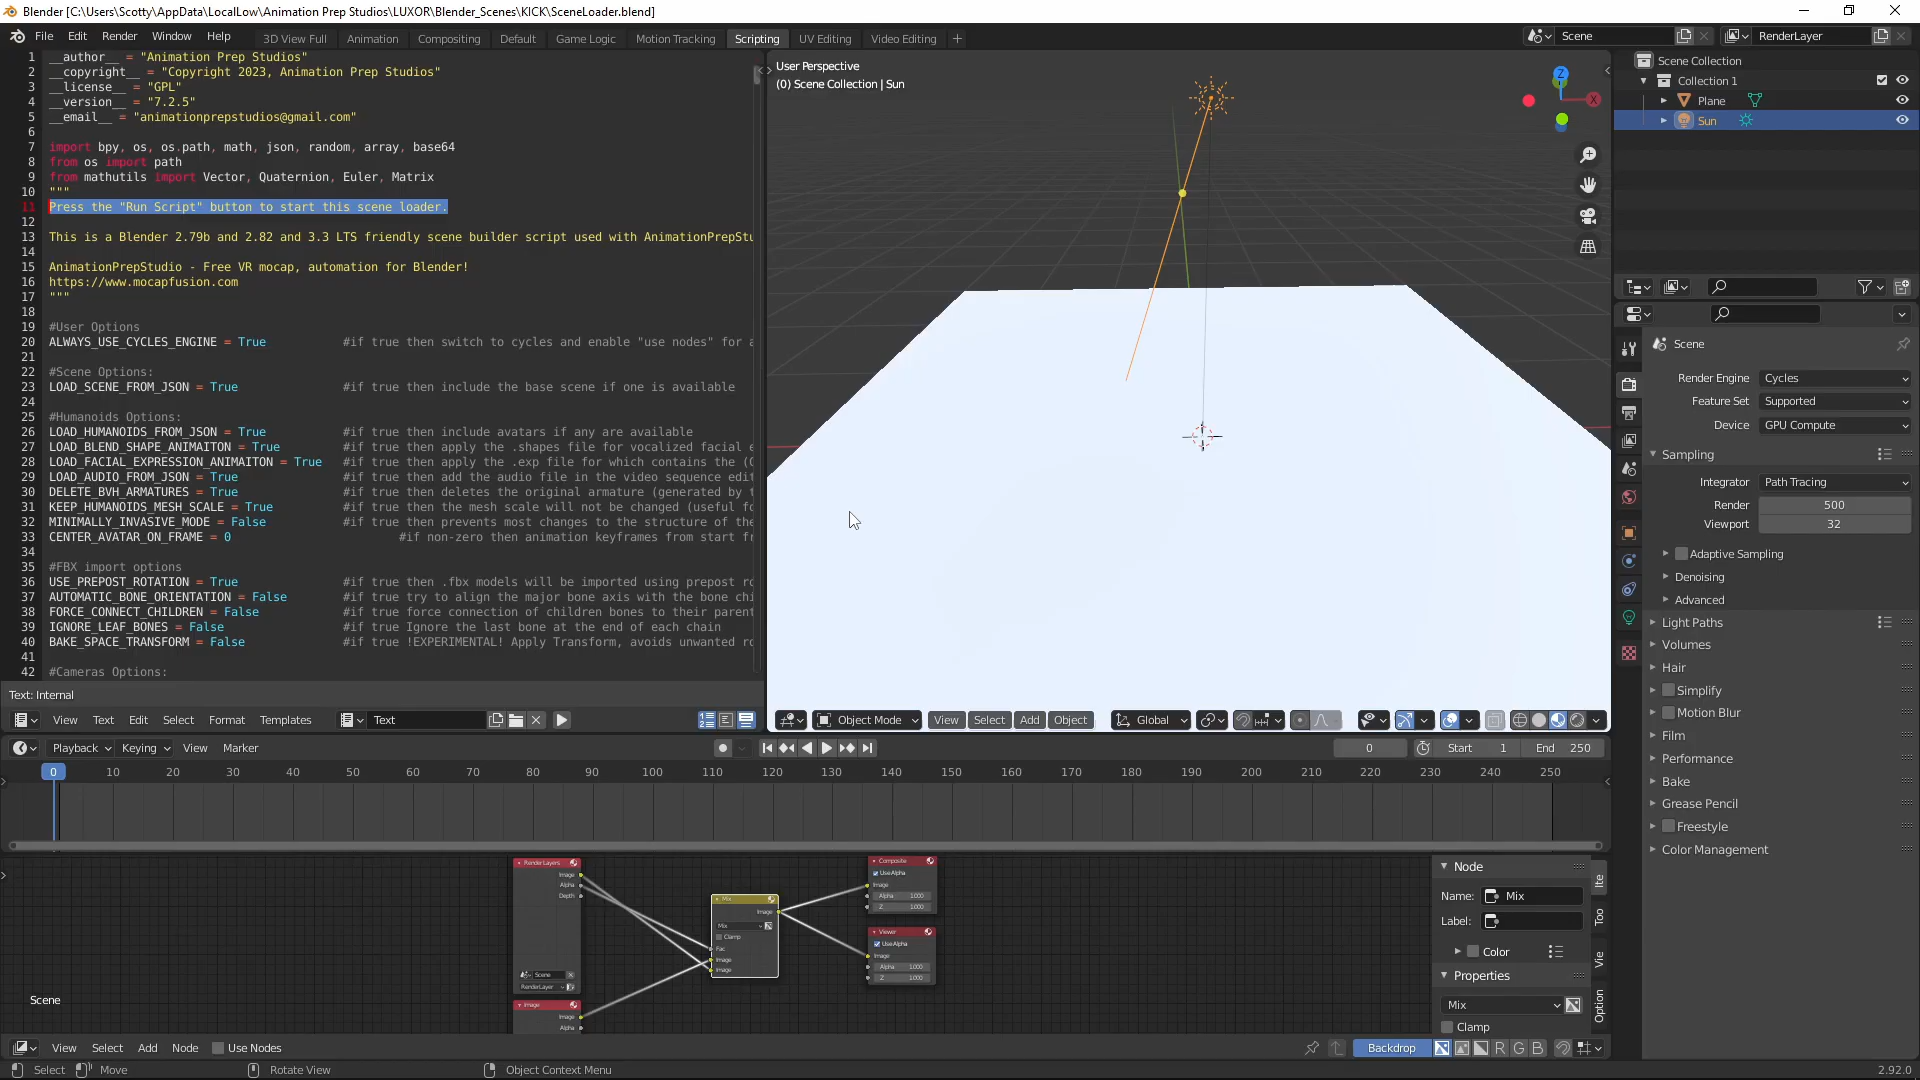 Blender [C:\Users\Scotty\AppData\LocalLow\Animation Prep Studios\LUXOR\Blender_Scenes\KICK\SceneLoader.blend]
File Edit Render Window Help 3D View Full Animation Compositing Default Game Logic Motion Tracking Scripting UV Editing Video Editing Scene RenderLayer
1 __author__ = "Animation Prep Studios"
2 __copyright__ = "Copyright 2023, Animation Prep Studios"
3 __license__ = "GPL"
4 __version__ = "7.2.5"
5 __email__ = "animationprepstudios@gmail.com"
6
7 import bpy, os, os.path, math, json, random, array, base64
8 from os import path
9 from mathutils import Vector, Quaternion, Euler, Matrix
10 """
11 Press the "Run Script" button to start this scene loader.
12
13 This is a Blender 2.79b and 2.82 and 3.3 LTS friendly scene builder script used with AnimationPrepStu
14
15 AnimationPrepStudio - Free VR mocap, automation for Blender!
16 https://www.mocapfusion.com
17 """
18
19 #User Options
20 ALWAYS_USE_CYCLES_ENGINE = True #if true then switch to cycles and enable "use nodes" for a
21
22 #Scene Options:
23 LOAD_SCENE_FROM_JSON = True #if true then include the base scene if one is available
24
25 #Humanoids Options:
26 LOAD_HUMANOIDS_FROM_JSON = True #if true then include avatars if any are available
27 LOAD_BLEND_SHAPE_ANIMAITON = True #if true then apply the .shapes file for vocalized facial e
28 LOAD_FACIAL_EXPRESSION_ANIMAITON = True #if true then apply the .exp file for which contains the (
29 LOAD_AUDIO_FROM_JSON = True #if true then add the audio file in the video sequence edit
30 DELETE_BVH_ARMATURES = True #if true then deletes the original armature (generated by t
31 KEEP_HUMANOIDS_MESH_SCALE = True #if true then the mesh scale will not be changed (useful fo
32 MINIMALLY_INVASIVE_MODE = False #if true then prevents most changes to the structure of the
33 CENTER_AVATAR_ON_FRAME = 0 #if non-zero then animation keyframes from start fr
34
35 #FBX import options
36 USE_PREPOST_ROTATION = True #if true then .fbx models will be imported using prepost ro
37 AUTOMATIC_BONE_ORIENTATION = False #if true try to align the major bone axis with the bone chi
38 FORCE_CONNECT_CHILDREN = False #if true force connection of children bones to their parent
39 IGNORE_LEAF_BONES = False #if true Ignore the last bone at the end of each chain
40 BAKE_SPACE_TRANSFORM = False #if true !EXPERIMENTAL! Apply Transform, avoids unwanted ro
41
42 #Cameras Options:
Text: Internal
View Text Edit Select Format Templates Text
User Perspective
(0) Scene Collection | Sun
Z
X
Object Mode View Select Add Object Global
Scene Collection
Collection 1
Plane
Sun
Scene
Render Engine Cycles
Feature Set Supported
Device GPU Compute
Sampling
Integrator Path Tracing
Render 500
Viewport 32
Adaptive Sampling
Denoising
Advanced
Light Paths
Volumes
Hair
Simplify
Motion Blur
Film
Performance
Bake
Grease Pencil
Freestyle
Color Management
Playback Keying View Marker 0 Start 1 End 250
0 10 20 30 40 50 60 70 80 90 100 110 120 130 140 150 160 170 180 190 200 210 220 230 240 250
RenderLayers
Image
Alpha
Depth
Scene
RenderLayer
Image
Image
Alpha
Mix
Image
Mix
Clamp
Fac
Image
Image
Composite
Use Alpha
Image
Alpha 1.000
Z 1.000
Viewer
Use Alpha
Image
Alpha 1.000
Z 1.000
Scene
Node
Name: Mix
Label:
Color
Properties
Mix
Clamp
Ite
Too
Vie
Option
View Select Add Node Use Nodes Backdrop R G B
Select Move Rotate View Object Context Menu 2.92.0